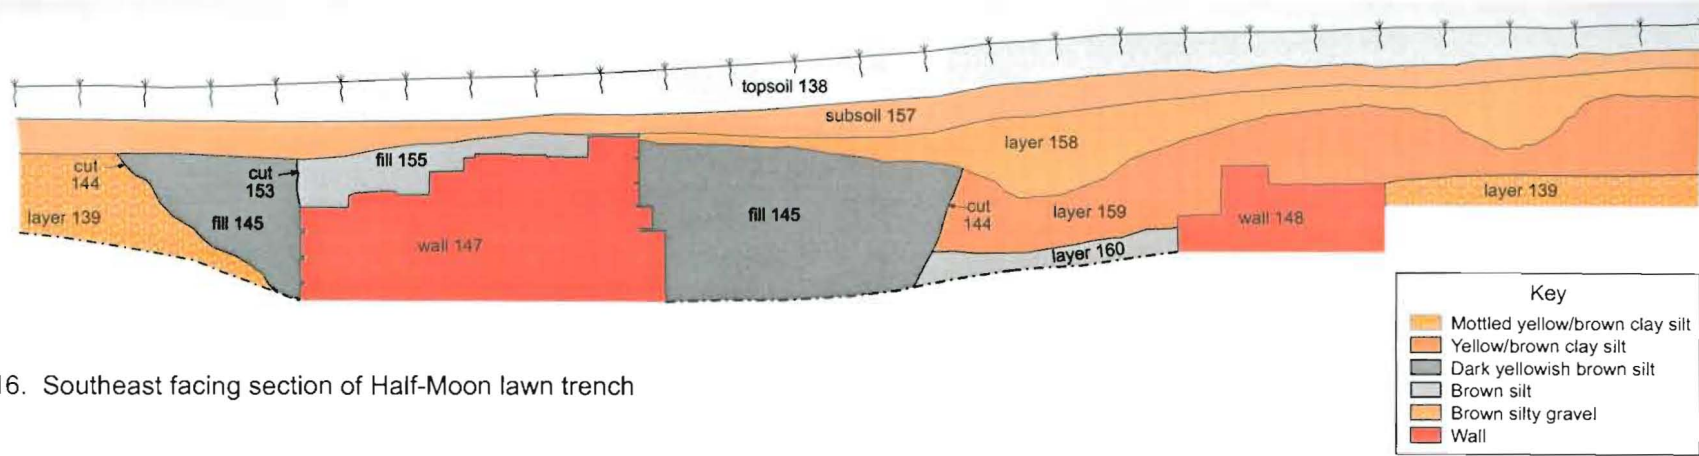 topsoil 138
subsoil 157
layer 158
fill 155
cut
144
cut
153
layer 139
fill 145
fill 145
wall 147
cut
144
layer 159
layer 160
wall 148
layer 139
Key
Mottled yellow/brown clay silt
Yellow/brown clay silt
Dark yellowish brown silt
Brown silt
Brown silty gravel
Wall
16. Southeast facing section of Half-Moon lawn trench